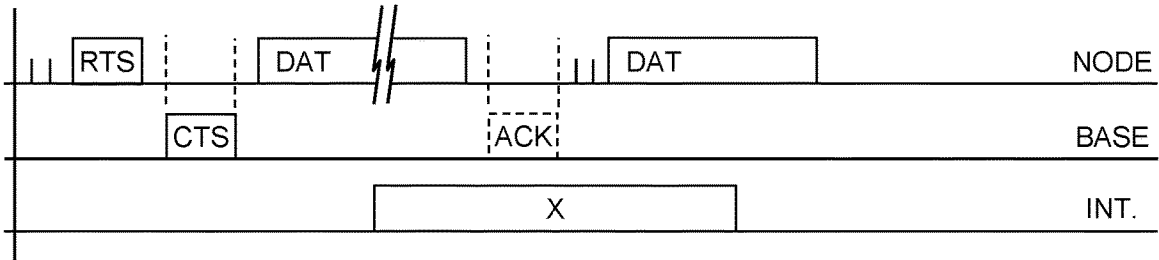 RTS DAT DAT NODE
CTS ACK BASE
X INT.